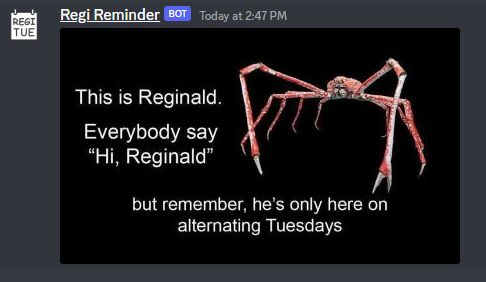 REGI
TUE
Regi Reminder BOT Today at 2:47 PM
This is Reginald.
Everybody say
“Hi, Reginald”
but remember, he’s only here on
alternating Tuesdays